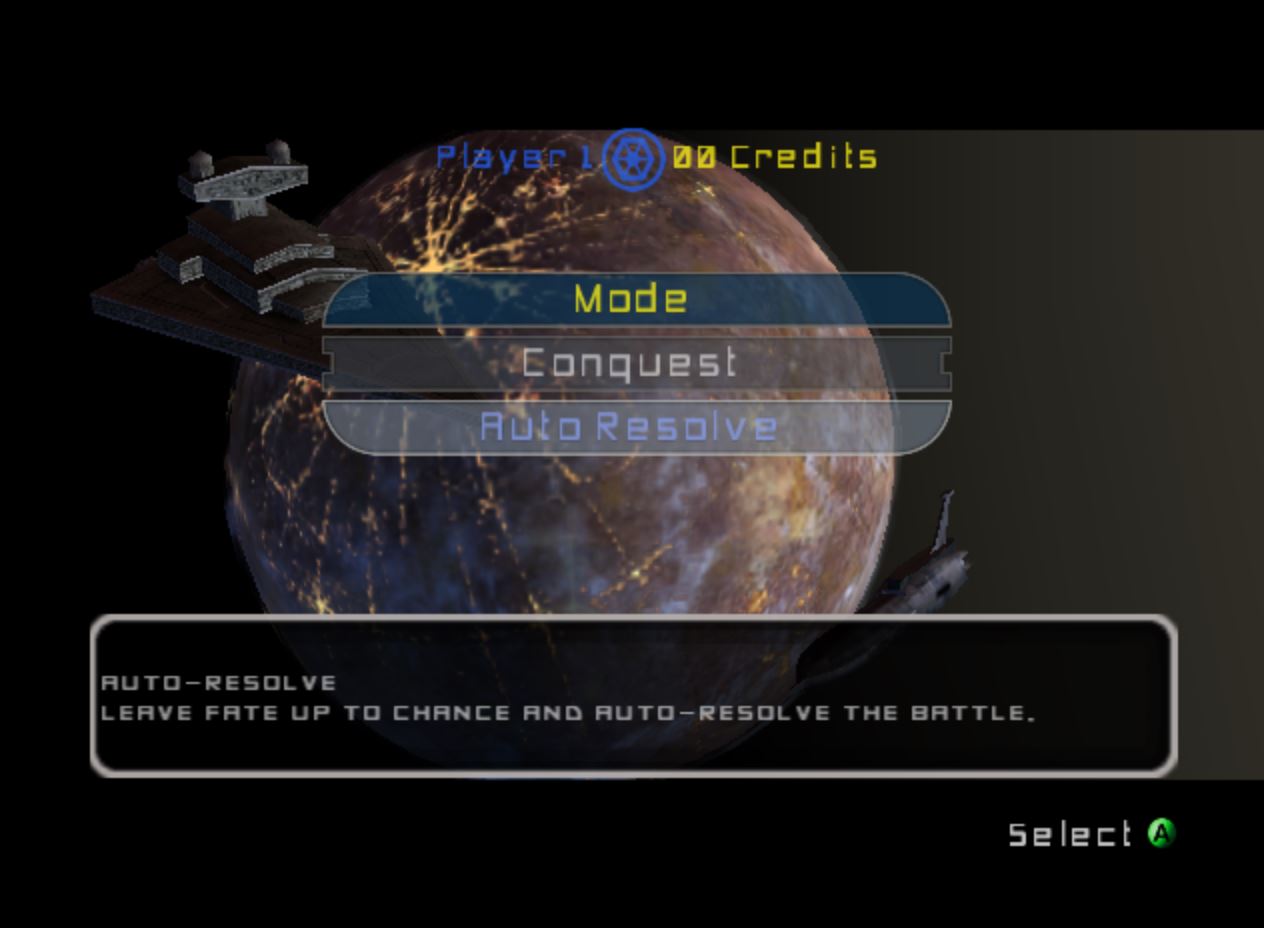 Player 1 00 Credits
Mode
Conquest
Auto Resolve
AUTO-RESOLVE
LEAVE FATE UP TO CHANCE AND AUTO-RESOLVE THE BATTLE.
Select A